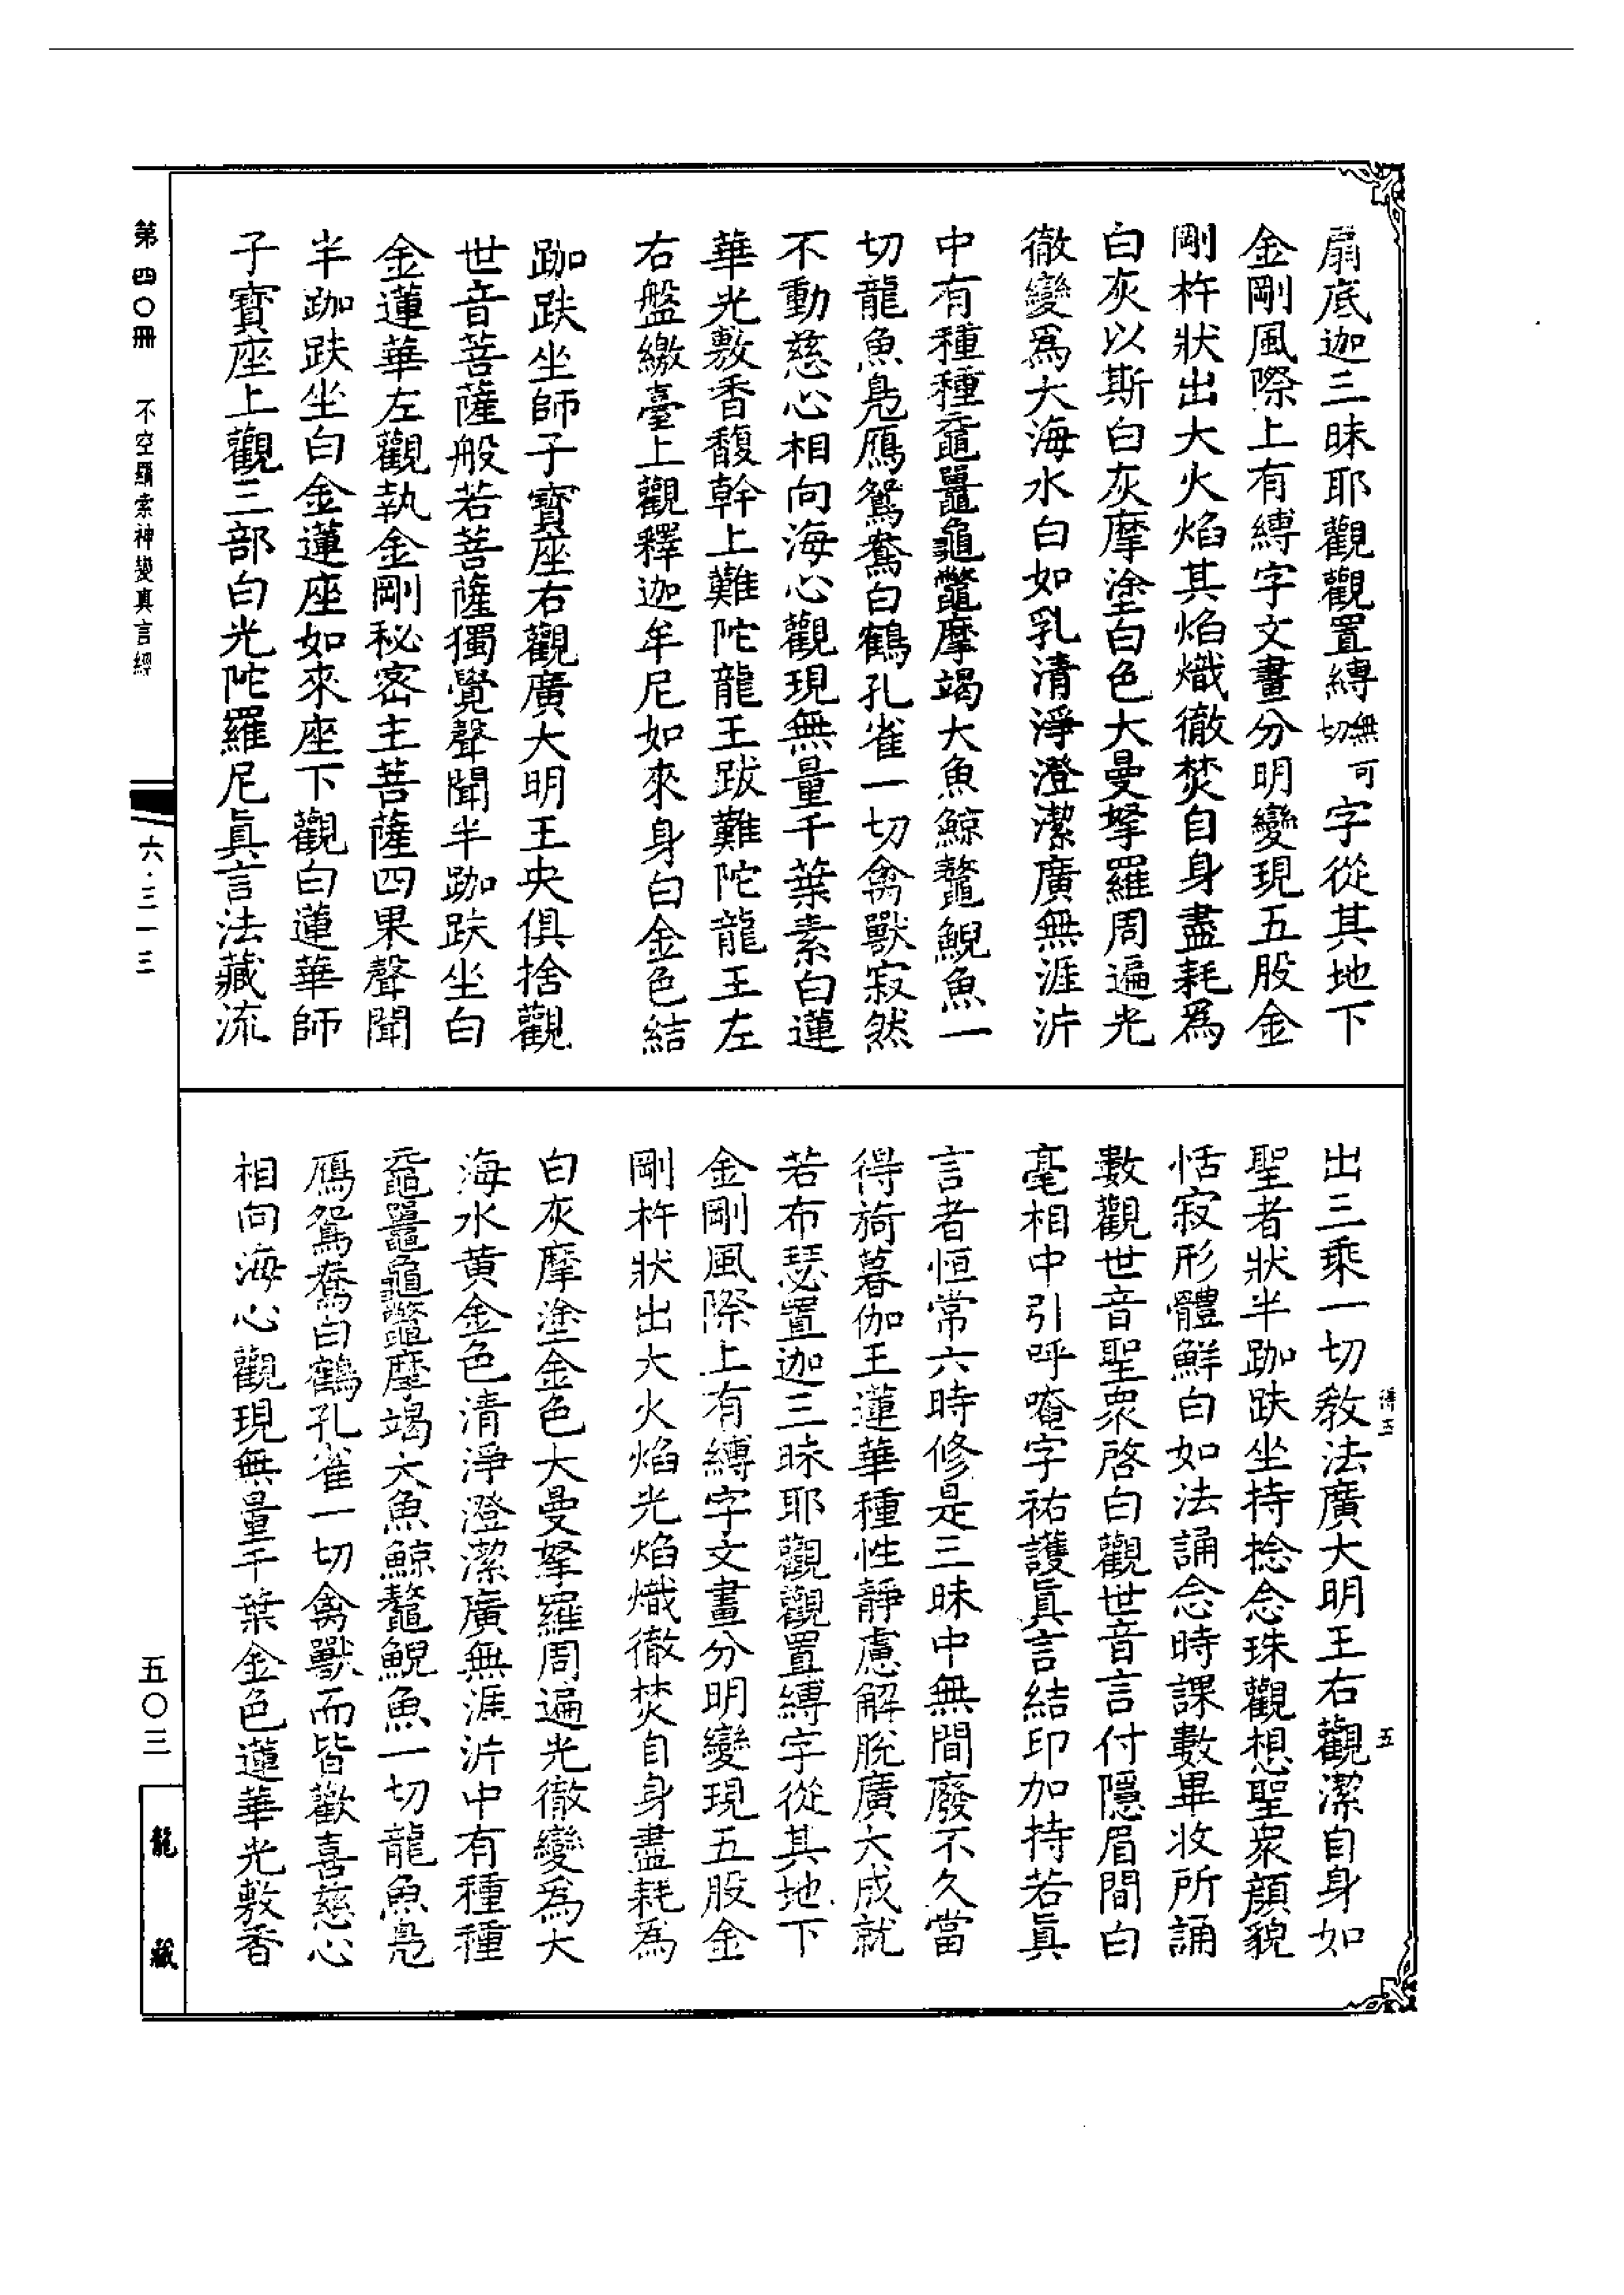 扇底迦三昧耶觀觀置縛無可切字從其地下
金剛風際上有縛字文畫分明變現五股金
剛杵狀出大火焰其焰熾徹焚自身盡耗爲
白灰以斯白灰摩塗白色大曼拏羅周遍光
徹變爲大海水白如乳清淨澄潔廣無涯泝
中有種種黿鼉龜鼈摩竭大魚鯨鼇鯢魚一
切龍魚鳧鴈鴛鴦白鶴孔雀一切禽獸寂然
不動慈心相向海心觀現無量千葉素白蓮
華光敷香馥幹上難陀龍王跋難陀龍王左
右盤繳臺上觀釋迦牟尼如來身白金色結
跏趺坐師子寶座右觀廣大明王央俱捨觀
世音菩薩般若菩薩獨覺聲聞半跏趺坐白
金蓮華左觀執金剛秘密主菩薩四果聲聞
半跏趺坐白金蓮座如來座下觀白蓮華師
子寶座上觀三部白光陀羅尼眞言法藏流
出三乘一切教法廣大明王右觀潔自身如
聖者狀半跏趺坐持捻念珠觀想聖衆顏貌
恬寂形體鮮白如法誦念時課數畢收所誦
數觀世音聖衆啓白觀世音言付隱眉間白
毫相中引呼唵字祐護眞言結印加持若眞
言者恒常六時修是三昧中無間廢不久當
得旖暮伽王蓮華種性靜慮解脫廣大成就
若布瑟置迦三昧耶觀觀置縛字從其地下
金剛風際上有縛字文畫分明變現五股金
剛杵狀出大火焰光焰熾徹焚自身盡耗爲
白灰摩塗金色大曼拏羅周遍光徹變爲大
海水黄金色清淨澄潔廣無涯泝中有種種
黿鼉龜鼈摩竭大魚鯨鼇鯢魚一切龍魚鳧
鴈鴛鴦白鶴孔雀一切禽獸而皆歡喜慈心
相向海心觀現無量千葉金色蓮華光敷香
得五
五
第四〇冊
不空羂索神變真言經
六·三一三
五〇三
龍藏